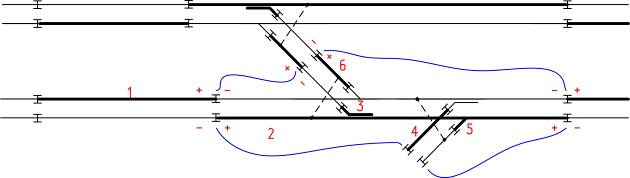 −
+ 6
+
−
1 + − − +
3
2 − + 4 5 + −